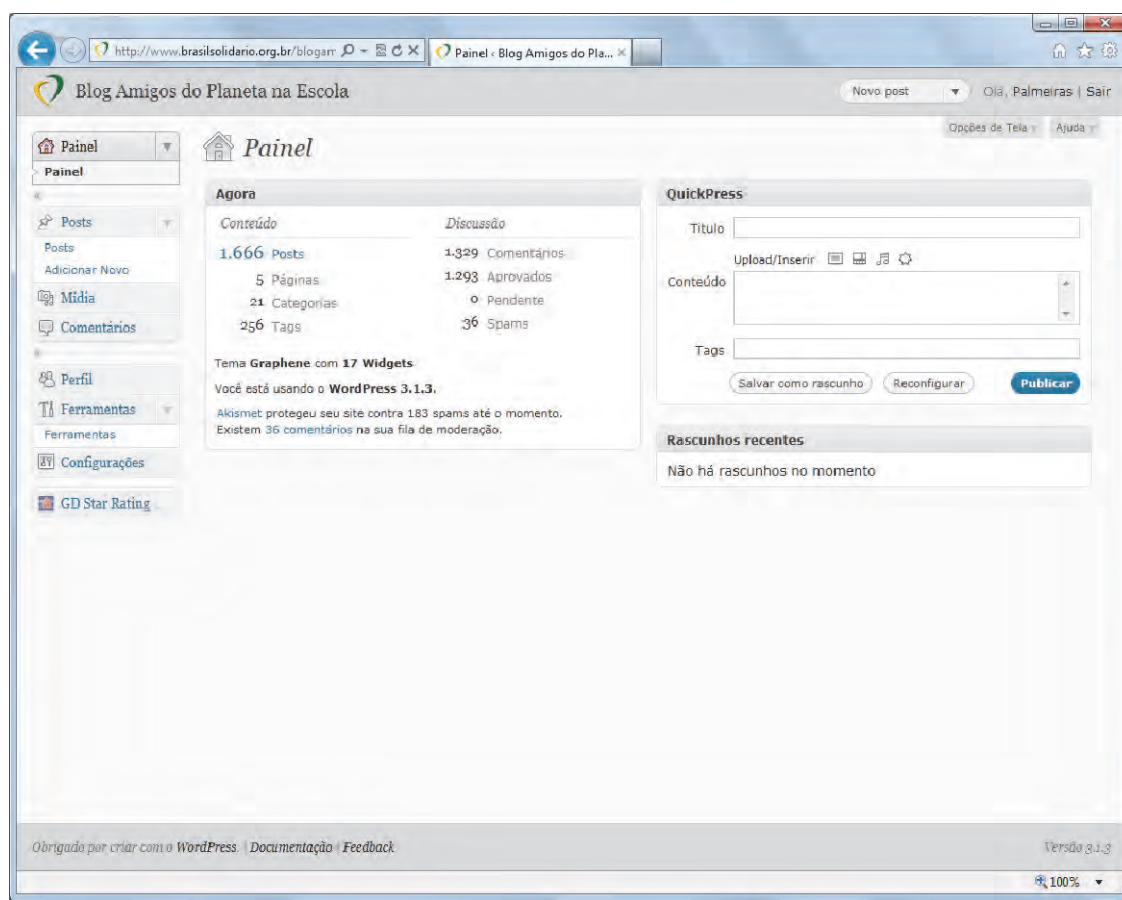 http://www.brasilsolidario.org.br/blogarr
Painel ‹ Blog Amigos do Pla...
Blog Amigos do Planeta na Escola
Novo post
Olá, Palmeiras | Sair
Opções de Tela
Ajuda
Painel
Painel
Posts
Posts
Adicionar Novo
Mídia
Comentários
Perfil
Ferramentas
Ferramentas
Configurações
GD Star Rating
Painel
Agora
Conteúdo
Discussão
1.666 Posts
1.329 Comentários
5 Páginas
1.293 Aprovados
21 Categorias
0 Pendente
256 Tags
36 Spams
Tema Graphene com 17 Widgets
Você está usando o WordPress 3.1.3.
Akismet protegeu seu site contra 183 spams até o momento.
Existem 36 comentários na sua fila de moderação.
QuickPress
Título
Upload/Inserir
Conteúdo
Tags
Salvar como rascunho
Reconfigurar
Publicar
Rascunhos recentes
Não há rascunhos no momento
Obrigado por criar com o WordPress. | Documentação | Feedback
Versão 3.1.3
100%